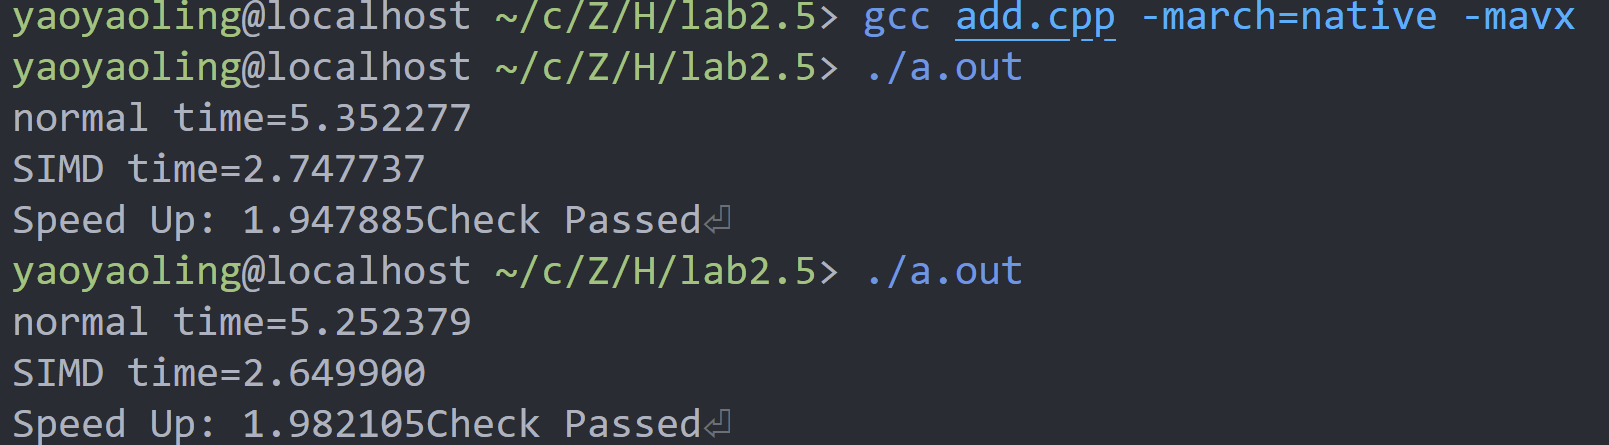 yaoyaoling@localhost ~/c/Z/H/lab2.5> gcc add.cpp -march=native -mavx
yaoyaoling@localhost ~/c/Z/H/lab2.5> ./a.out
normal time=5.352277
SIMD time=2.747737
Speed Up: 1.947885Check Passed⏎
yaoyaoling@localhost ~/c/Z/H/lab2.5> ./a.out
normal time=5.252379
SIMD time=2.649900
Speed Up: 1.982105Check Passed⏎